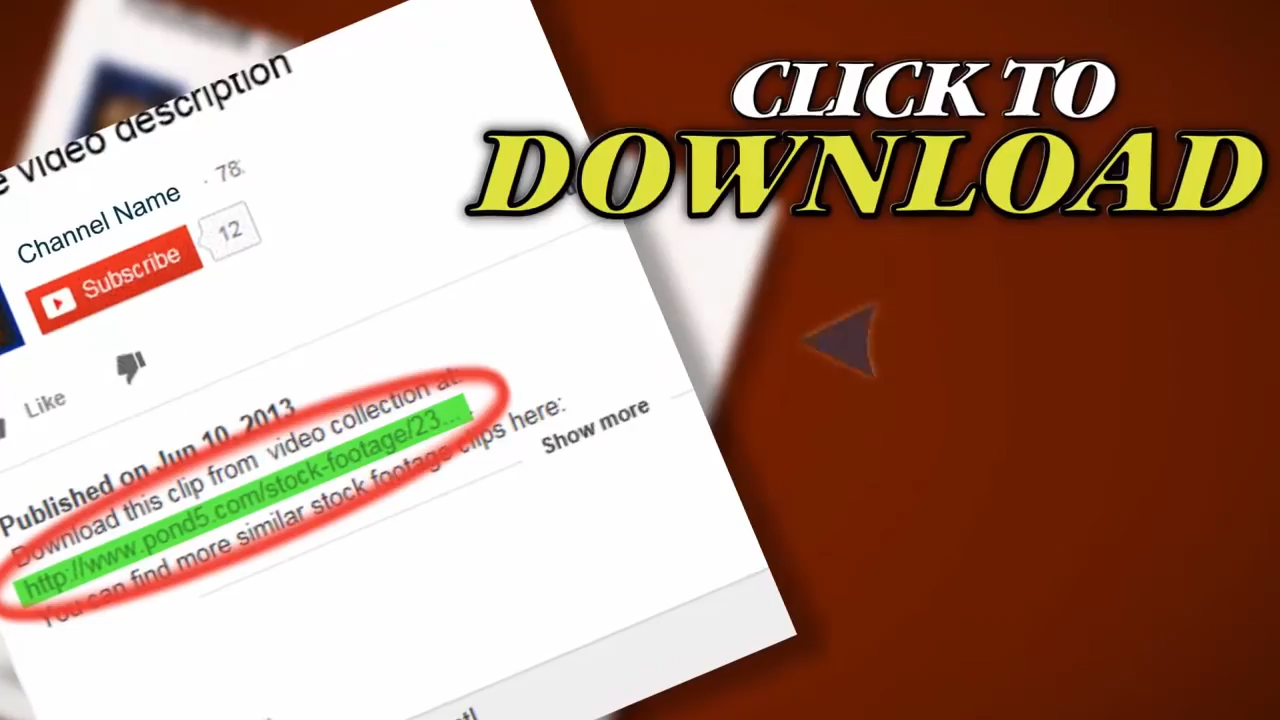 CLICK TO
DOWNLOAD
video description
Channel Name
78
Subscribe
12
Like
Published on Jun 10, 2013
Download this clip from video collection at:
http://www.pond5.com/stock-footage/23...
You can find more similar stock footage clips here:
Show more